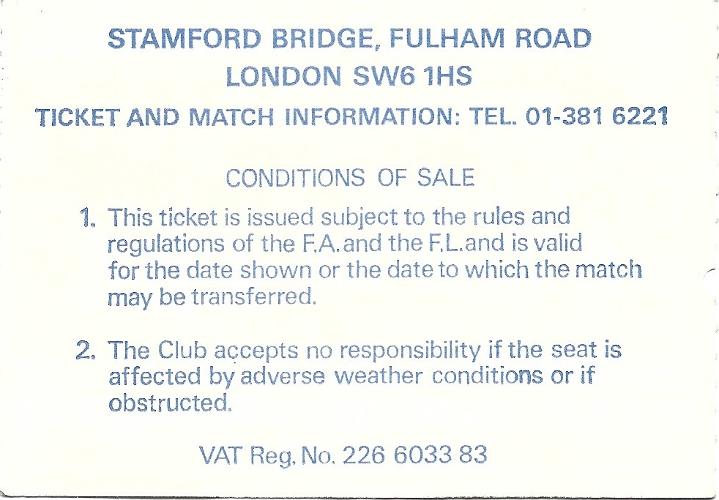 STAMFORD BRIDGE, FULHAM ROAD
LONDON SW6 1HS
TICKET AND MATCH INFORMATION: TEL. 01-381 6221
CONDITIONS OF SALE
1. This ticket is issued subject to the rules and
regulations of the F.A. and the F.L. and is valid
for the date shown or the date to which the match
may be transferred.
2. The Club accepts no responsibility if the seat is
affected by adverse weather conditions or if
obstructed.
VAT Reg. No. 226 6033 83